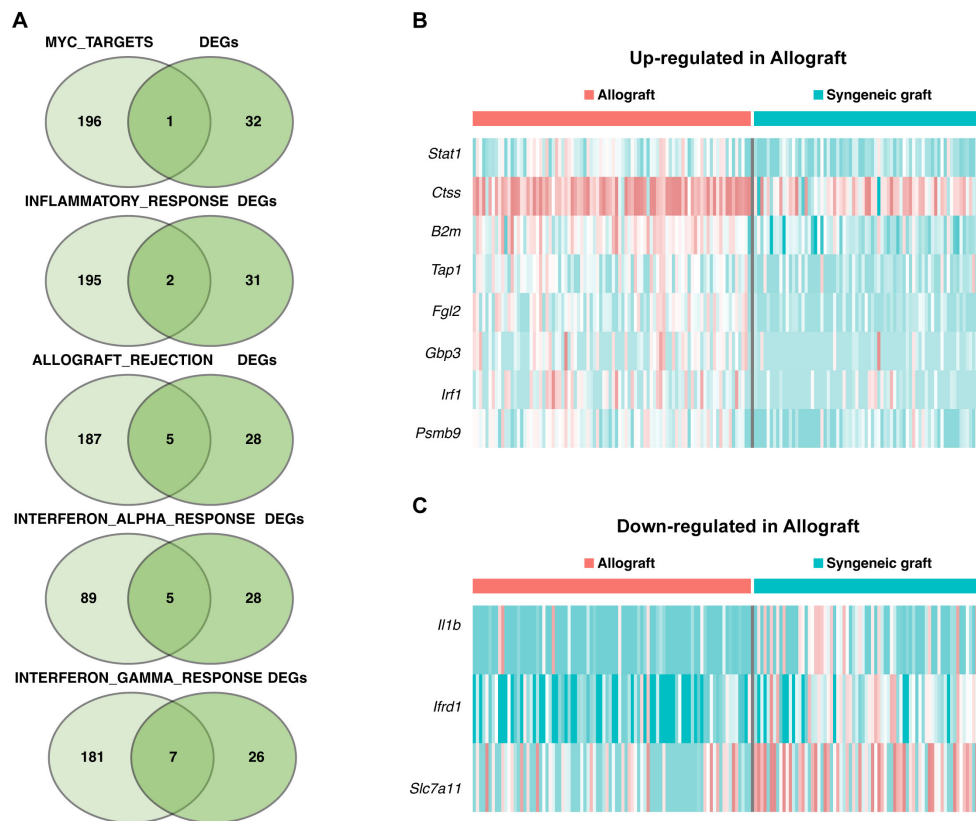 A
MYC_TARGETS DEGs
196 1 32
INFLAMMATORY_RESPONSE DEGs
195 2 31
ALLOGRAFT_REJECTION DEGs
187 5 28
INTERFERON_ALPHA_RESPONSE DEGs
89 5 28
INTERFERON_GAMMA_RESPONSE DEGs
181 7 26
B
Up-regulated in Allograft
Allograft Syngeneic graft
Stat1
Ctss
B2m
Tap1
Fgl2
Gbp3
Irf1
Psmb9
C
Down-regulated in Allograft
Allograft Syngeneic graft
Il1b
Ifrd1
Slc7a11